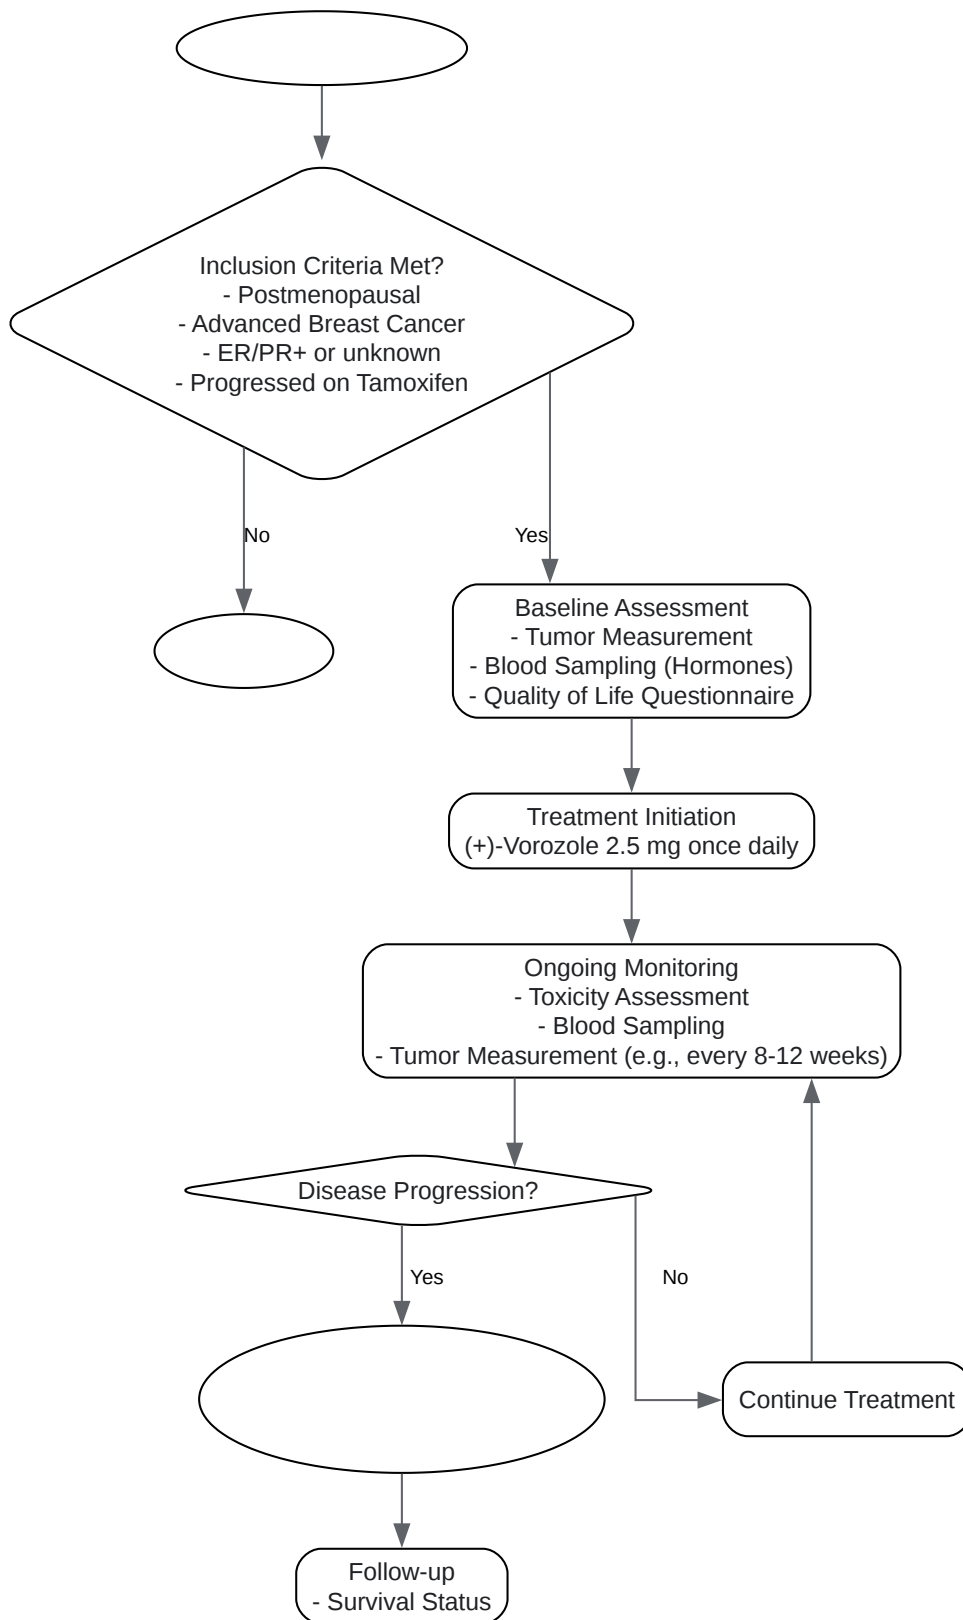 Inclusion Criteria Met?
- Postmenopausal
- Advanced Breast Cancer
- ER/PR+ or unknown
- Progressed on Tamoxifen
No
Yes
Baseline Assessment
- Tumor Measurement
- Blood Sampling (Hormones)
- Quality of Life Questionnaire
Treatment Initiation
(+)-Vorozole 2.5 mg once daily
Ongoing Monitoring
- Toxicity Assessment
- Blood Sampling
- Tumor Measurement (e.g., every 8-12 weeks)
Disease Progression?
Yes
No
Continue Treatment
Follow-up
- Survival Status